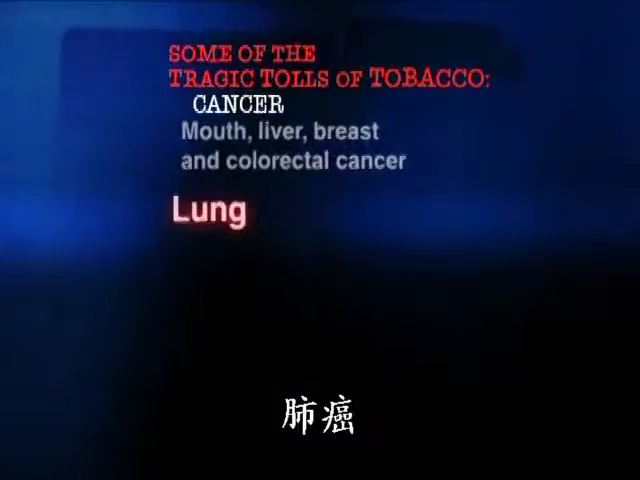 SOME OF THE
TRAGIC TOLLS OF TOBACCO:
CANCER
Mouth, liver, breast
and colorectal cancer
Lung
肺癌